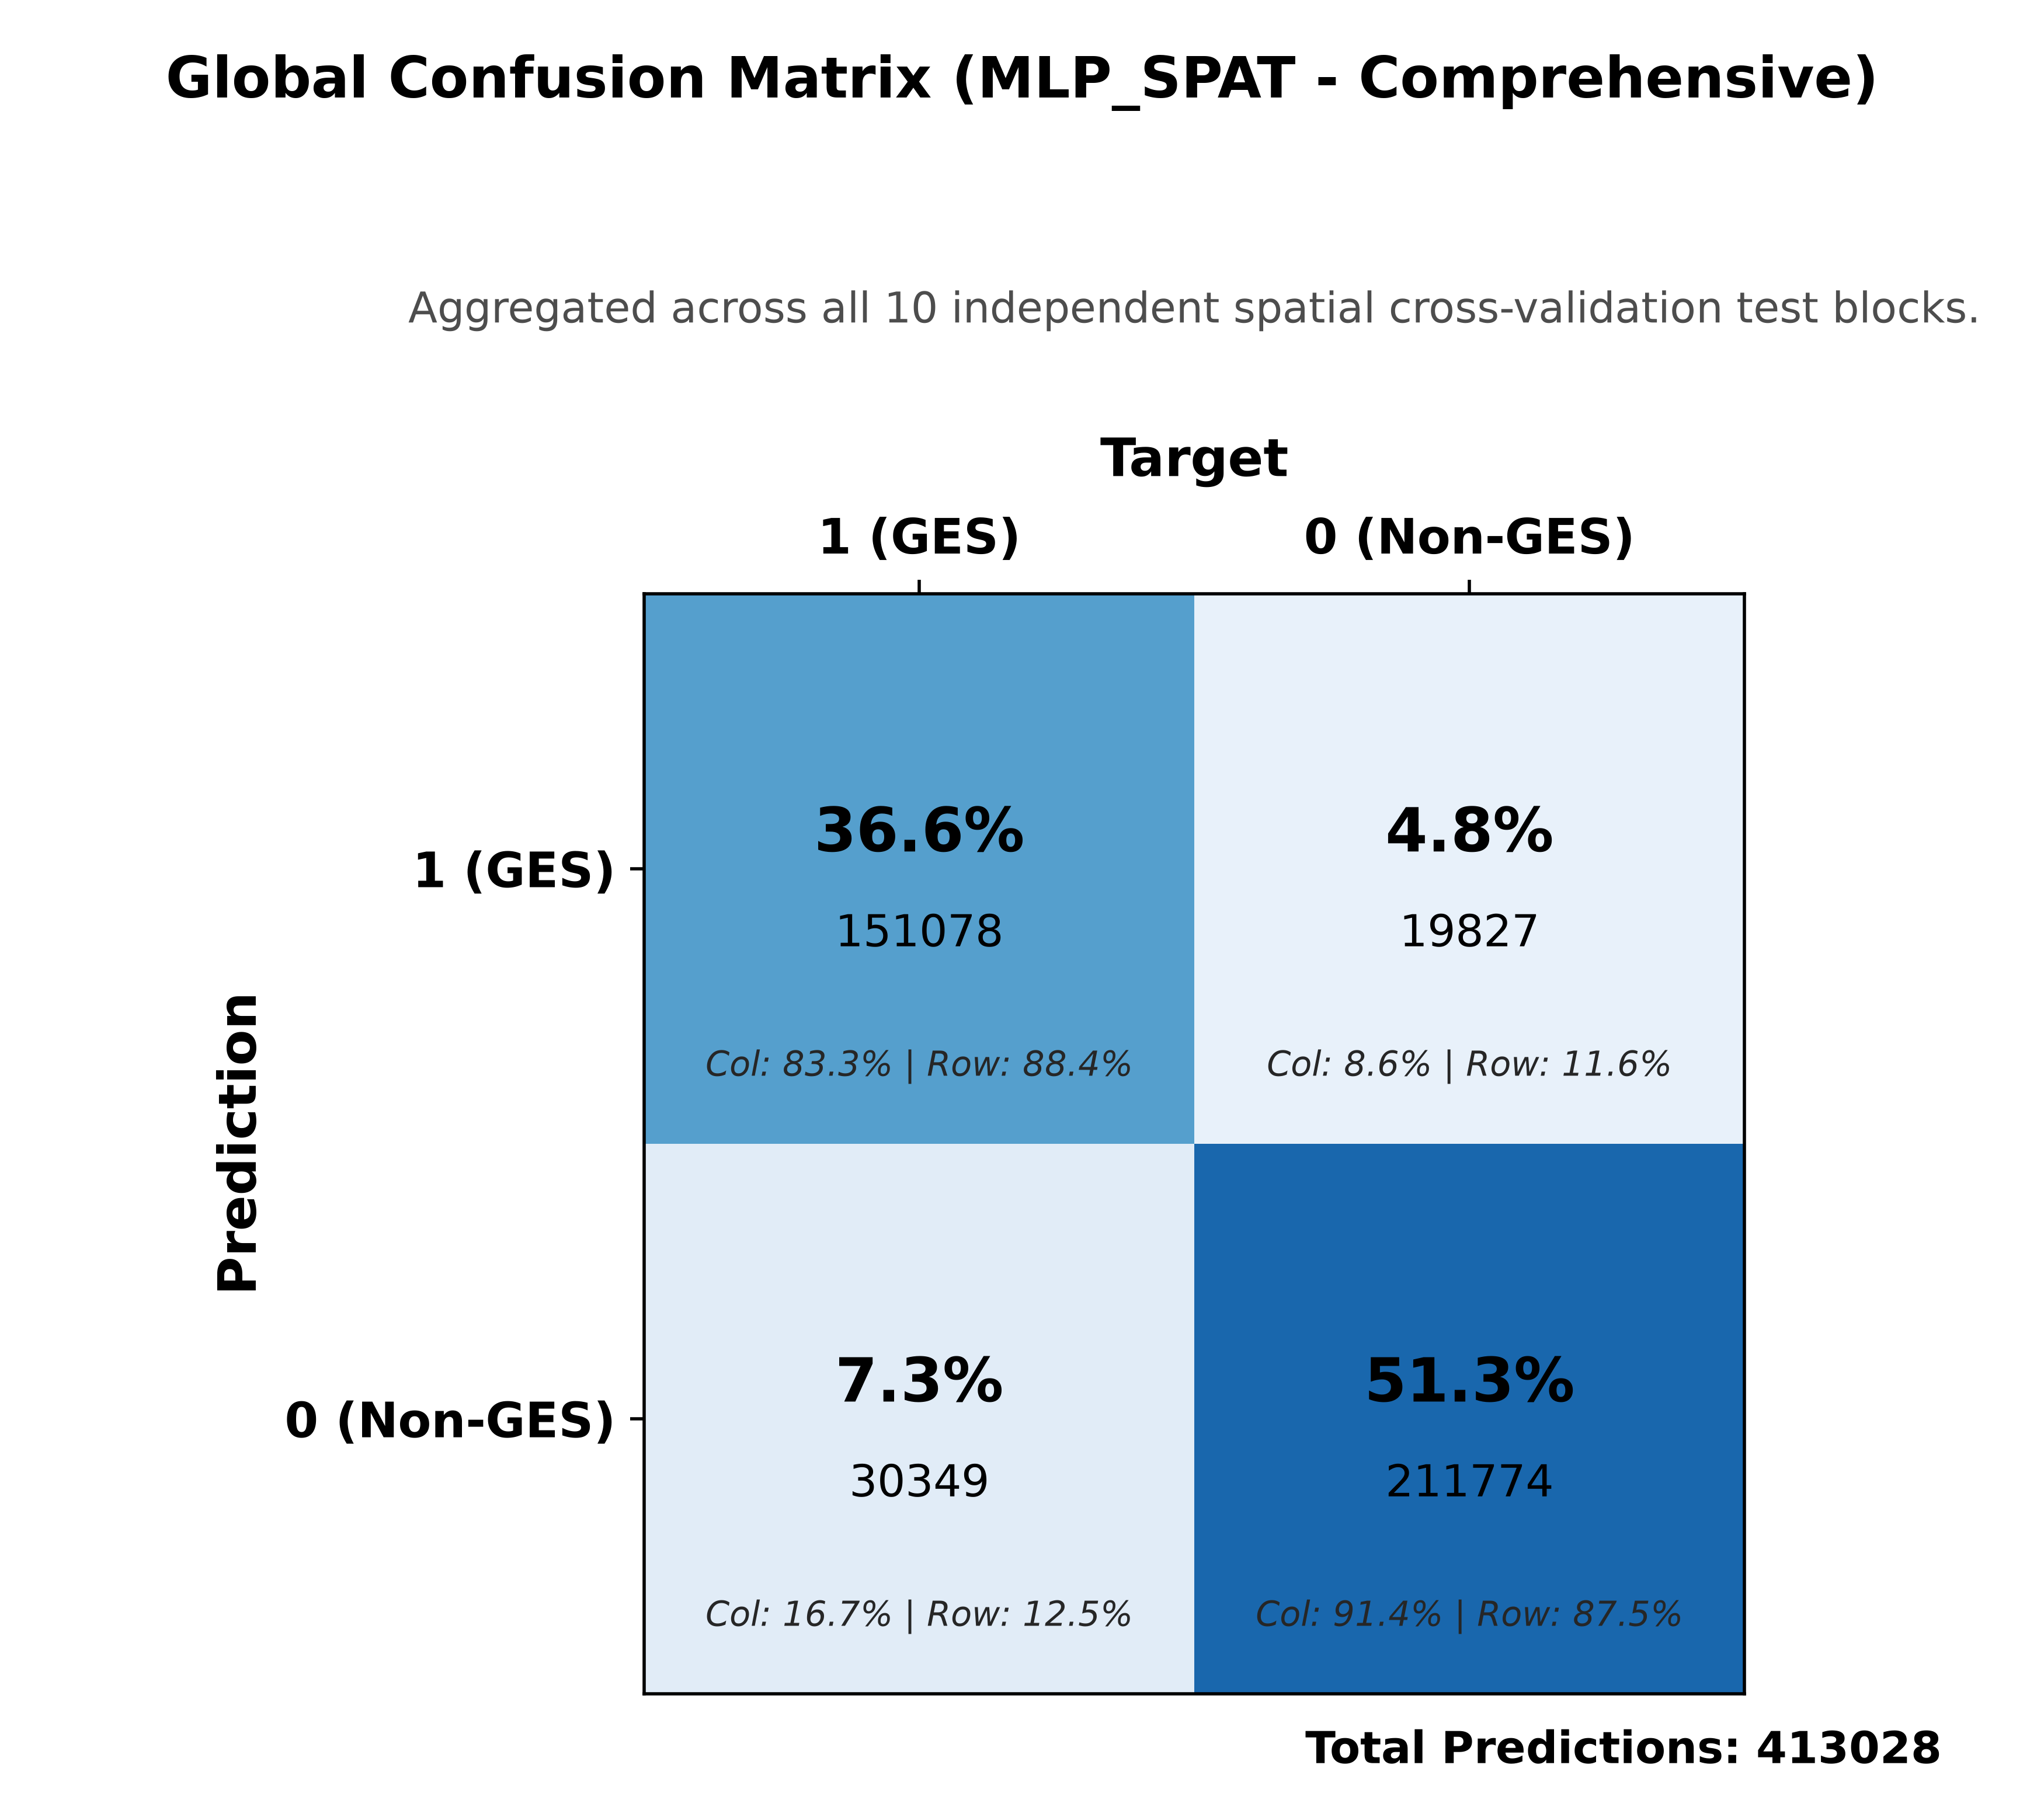 Global Confusion Matrix (MLP_SPAT - Comprehensive)
Aggregated across all 10 independent spatial cross-validation test blocks.
Target
1 (GES) 0 (Non-GES)
Prediction
1 (GES)
36.6% 4.8%
151078 19827
Col: 83.3% | Row: 88.4% Col: 8.6% | Row: 11.6%
0 (Non-GES)
7.3% 51.3%
30349 211774
Col: 16.7% | Row: 12.5% Col: 91.4% | Row: 87.5%
Total Predictions: 413028